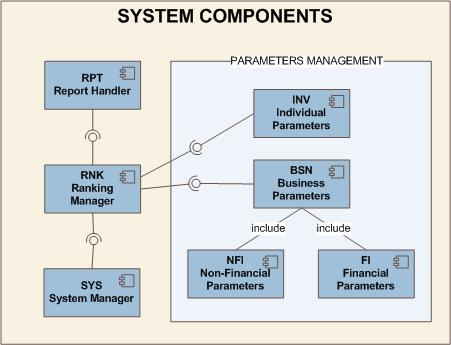 SYSTEM COMPONENTS
RPT
Report Handler
PARAMETERS MANAGEMENT
INV
Individual
Parameters
RNK
Ranking
Manager
BSN
Business
Parameters
include
include
NFI
Non-Financial
Parameters
FI
Financial
Parameters
SYS
System Manager